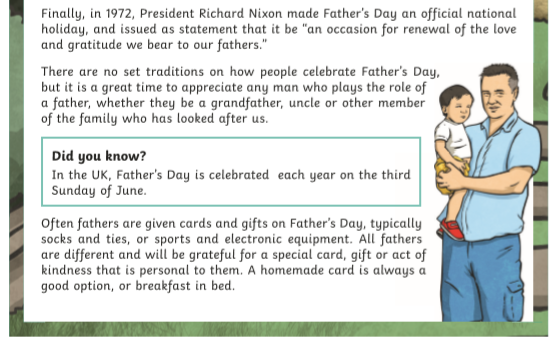 Finally, in 1972, President Richard Nixon made Father's Day an official national
holiday, and issued as statement that it be "an occasion for renewal of the love
and gratitude we bear to our fathers."
There are no set traditions on how people celebrate Father's Day,
but it is a great time to appreciate any man who plays the role of
a father, whether they be a grandfather, uncle or other member
of the family who has looked after us.
Did you know?
In the UK, Father's Day is celebrated  each year on the third
Sunday of June.
Often fathers are given cards and gifts on Father's Day, typically
socks and ties, or sports and electronic equipment. All fathers
are different and will be grateful for a special card, gift or act of
kindness that is personal to them. A homemade card is always a
good option, or breakfast in bed.